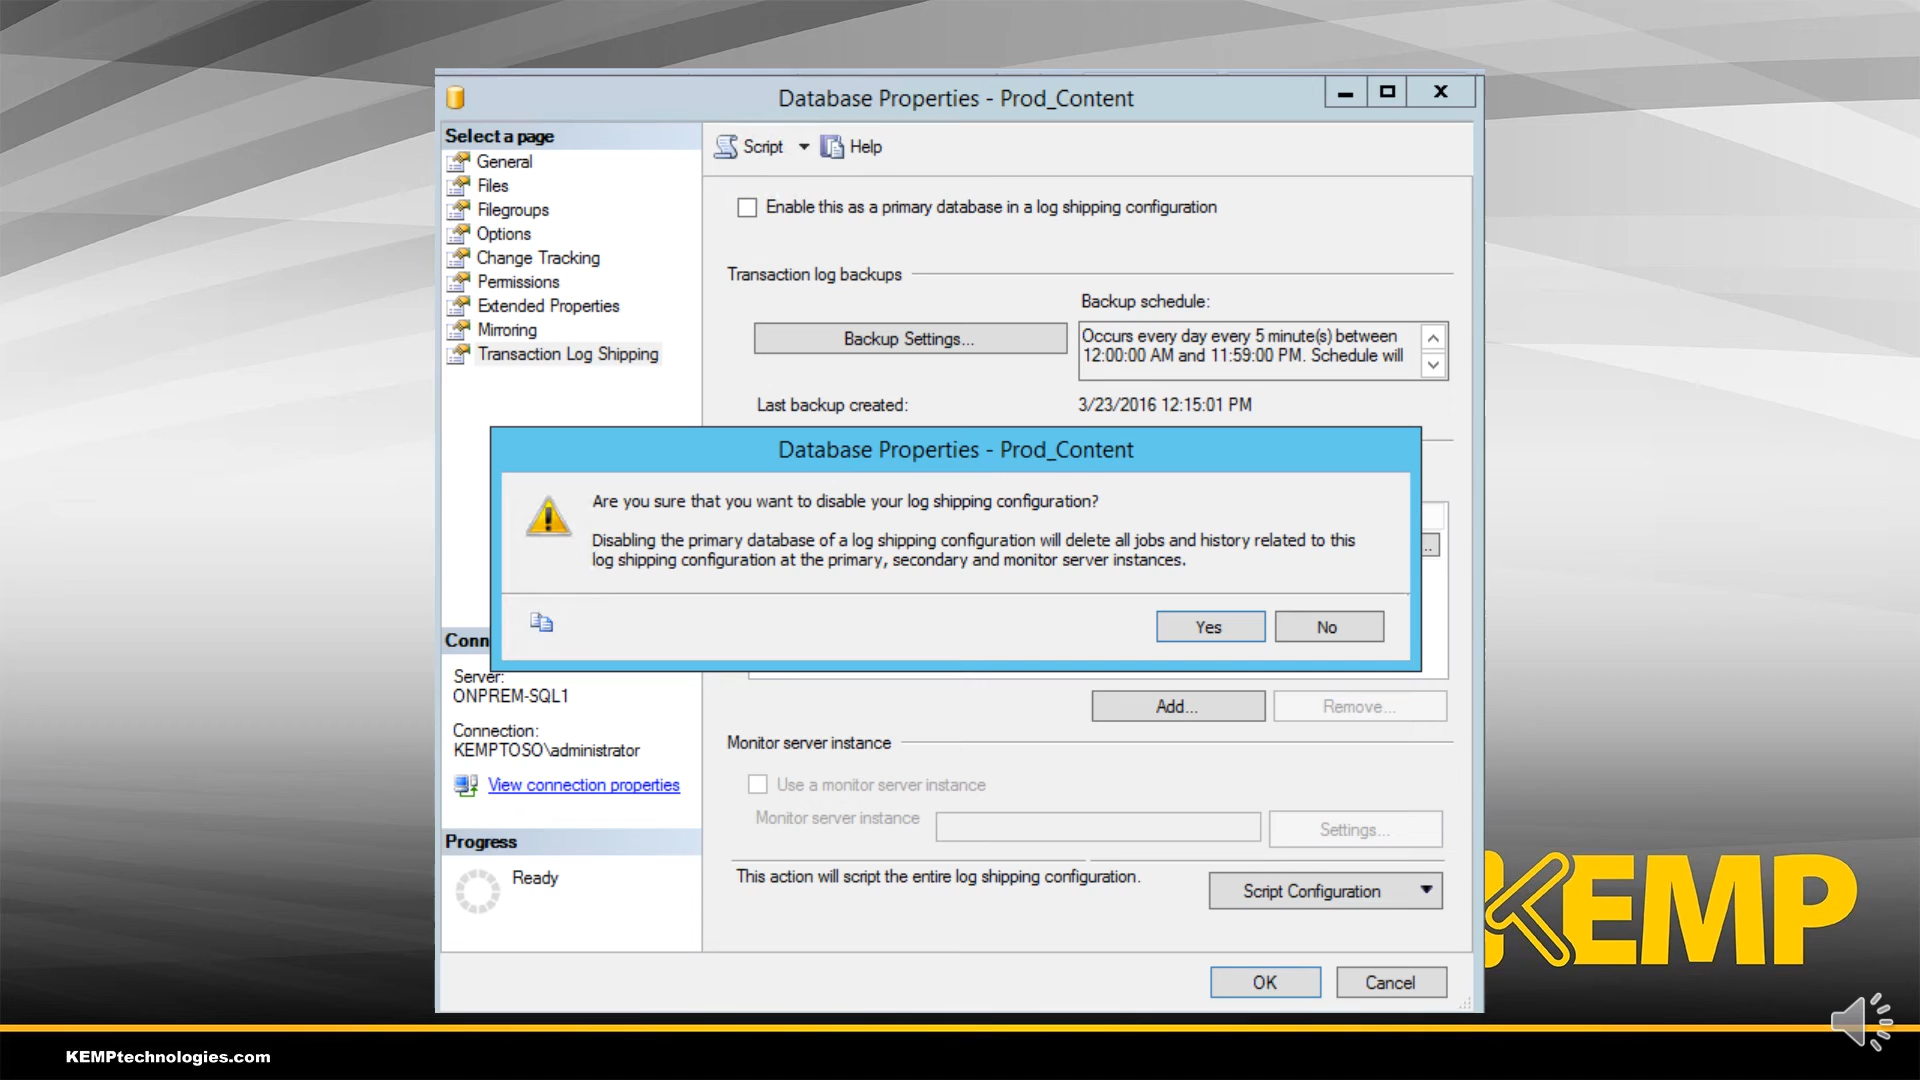 Database Properties - Prod_Content
Select a page
General
Files
Filegroups
Options
Change Tracking
Permissions
Extended Properties
Mirroring
Transaction Log Shipping
Script
Help
Enable this as a primary database in a log shipping configuration
Transaction log backups
Backup schedule:
Backup Settings...
Occurs every day every 5 minute(s) between
12:00:00 AM and 11:59:00 PM. Schedule will
Last backup created:
3/23/2016 12:15:01 PM
Database Properties - Prod_Content
Are you sure that you want to disable your log shipping configuration?
Disabling the primary database of a log shipping configuration will delete all jobs and history related to this
log shipping configuration at the primary, secondary and monitor server instances.
Yes
No
Conn
Server:
ONPREM-SQL1
Connection:
KEMPTOSO\administrator
View connection properties
Progress
Ready
Add...
Remove...
Monitor server instance
Use a monitor server instance
Monitor server instance
Settings...
This action will script the entire log shipping configuration.
Script Configuration
OK
Cancel
KEMP
KEMPtechnologies.com